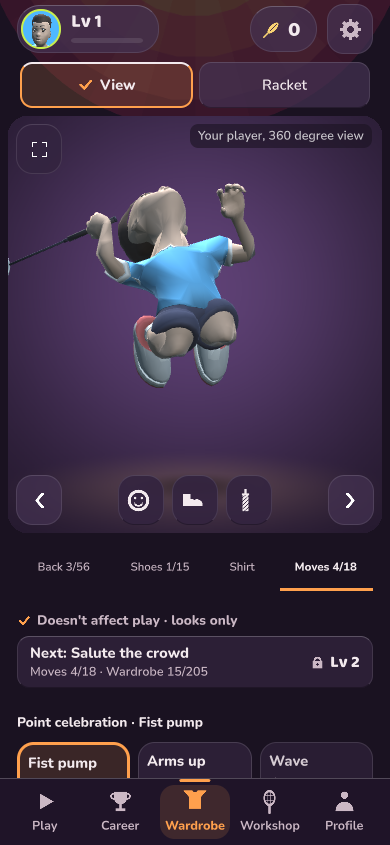 Lv 1
0
View
Racket
Your player, 360 degree view
Back 3/56
Shoes 1/15
Shirt
Moves 4/18
Doesn't affect play · looks only
Next: Salute the crowd
Moves 4/18 · Wardrobe 15/205
Lv 2
Point celebration · Fist pump
Fist pump
Arms up
Wave
Play
Career
Wardrobe
Workshop
Profile